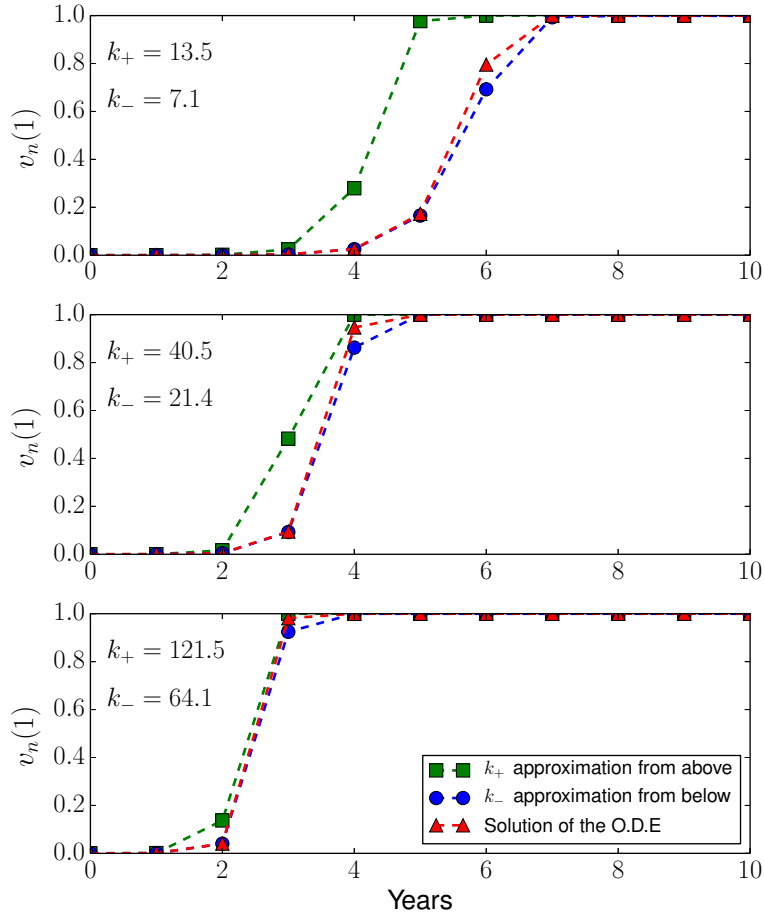 1.0
0.8
0.6
0.4
0.2
0.0
v_n(1)
k_+ = 13.5
k_− = 7.1
0 2 4 6 8 10
1.0
0.8
0.6
0.4
0.2
0.0
v_n(1)
k_+ = 40.5
k_− = 21.4
0 2 4 6 8 10
1.0
0.8
0.6
0.4
0.2
0.0
v_n(1)
k_+ = 121.5
k_− = 64.1
k_+ approximation from above
k_− approximation from below
Solution of the O.D.E
0 2 4 6 8 10
Years